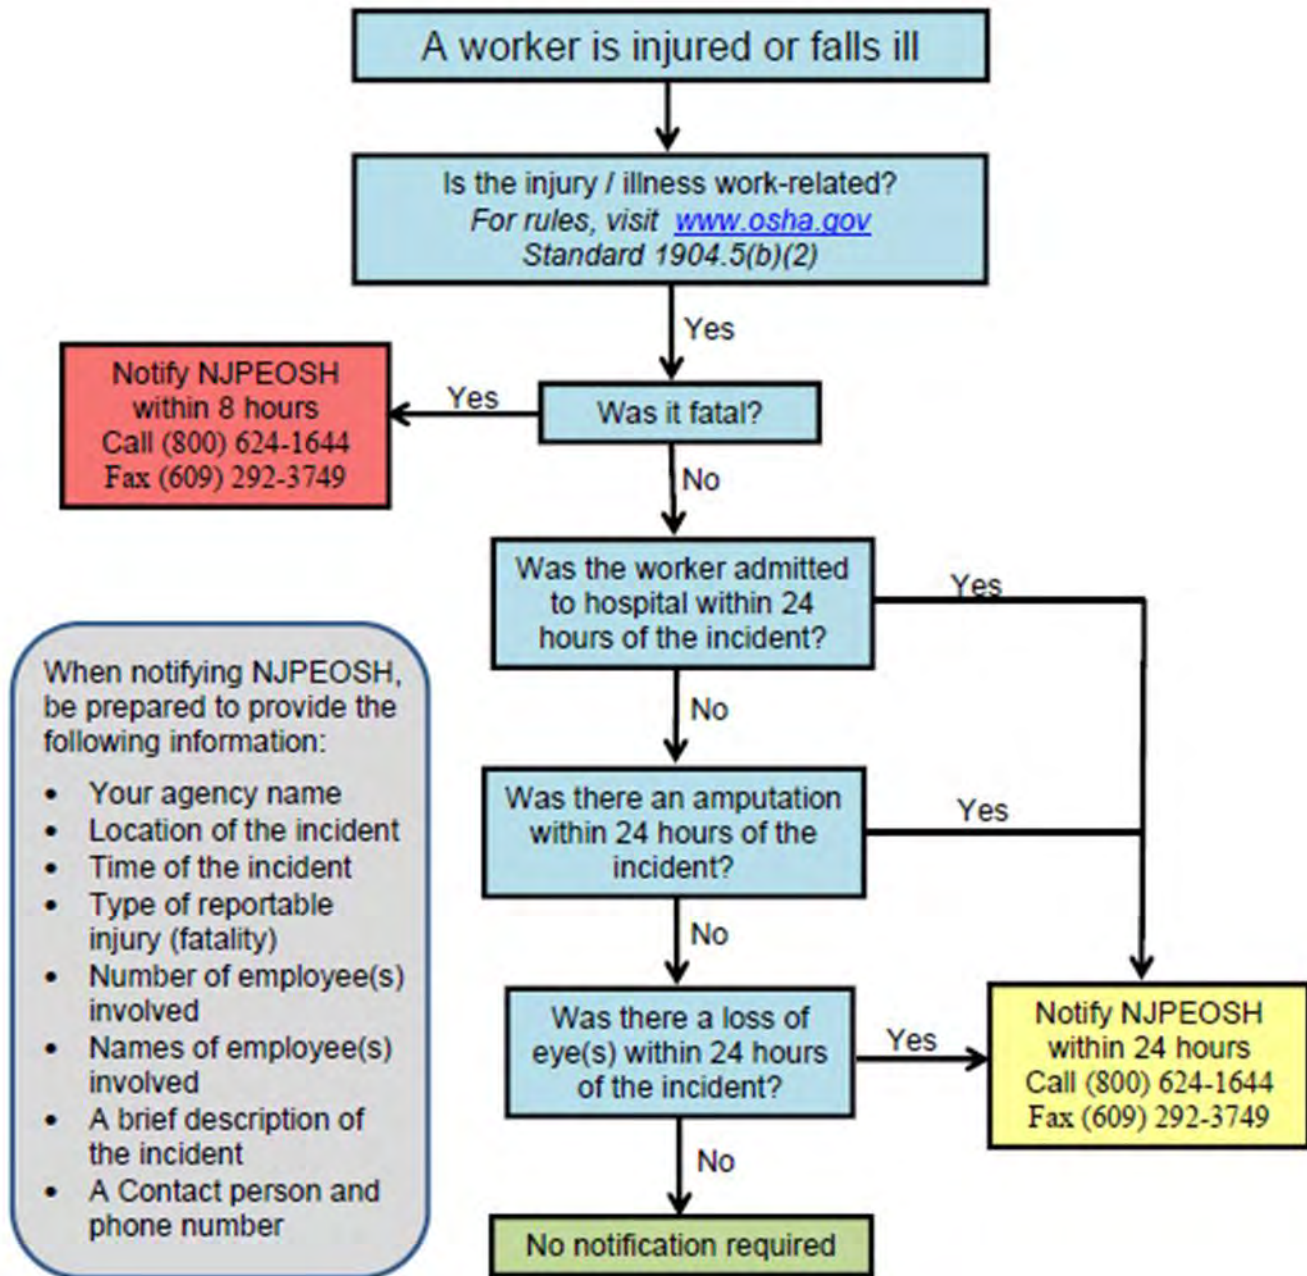 A worker is injured or falls ill
Is the injury / illness work-related?
For rules, visit www.osha.gov
Standard 1904.5(b)(2)
Yes
Notify NJPEOSH
within 8 hours
Call (800) 624-1644
Fax (609) 292-3749
Yes
Was it fatal?
No
Was the worker admitted
to hospital within 24
hours of the incident?
Yes
No
When notifying NJPEOSH,
be prepared to provide the
following information:
• Your agency name
• Location of the incident
• Time of the incident
• Type of reportable
injury (fatality)
• Number of employee(s)
involved
• Names of employee(s)
involved
• A brief description of
the incident
• A Contact person and
phone number
Was there an amputation
within 24 hours of the
incident?
Yes
No
Was there a loss of
eye(s) within 24 hours
of the incident?
Yes
Notify NJPEOSH
within 24 hours
Call (800) 624-1644
Fax (609) 292-3749
No
No notification required